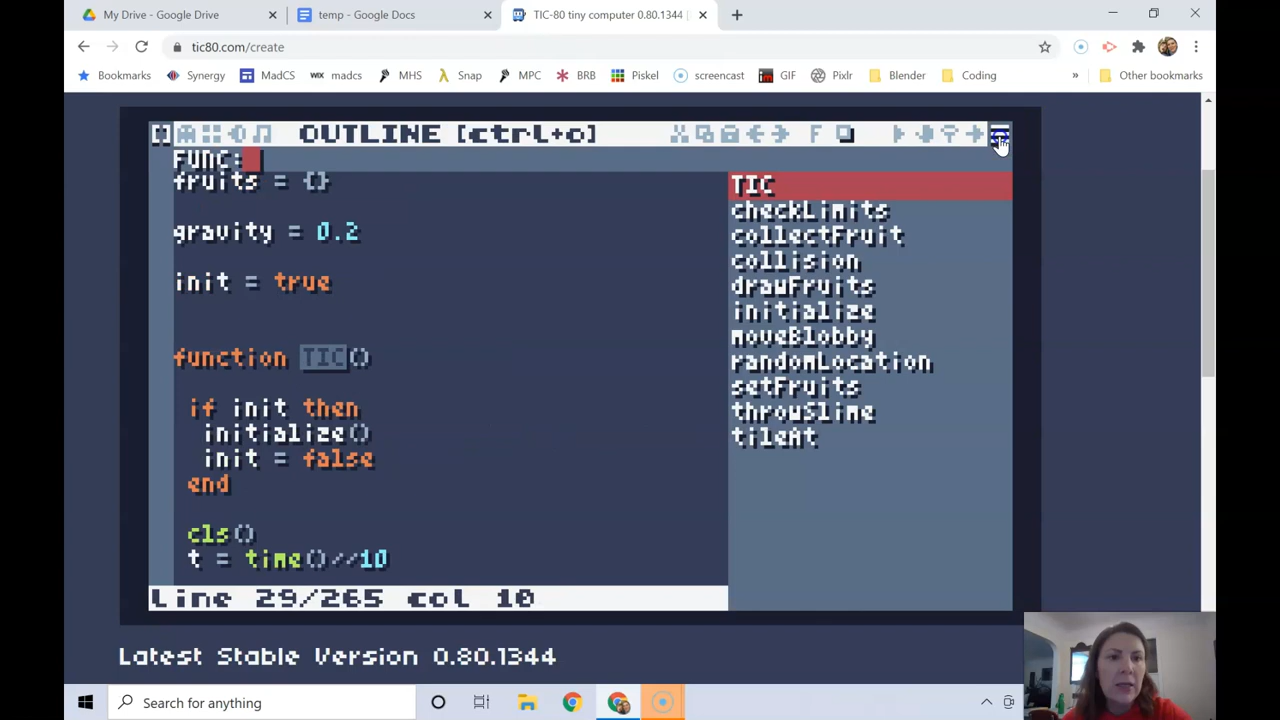 My Drive - Google Drive
temp - Google Docs
TIC-80 tiny computer 0.80.1344 |
tic80.com/create
Bookmarks
Synergy
MadCS
WIX madcs
MHS
Snap
MPC
BRB
Piskel
screencast
GIF
Pixlr
Blender
Coding
»
Other bookmarks
OUTLINE [ctrl+o]
F
FUNC:
fruits = {}
gravity = 0.2
init = true
function TIC()
if init then
initialize()
init = false
end
cls()
t = time()//10
TIC
checkLimits
collectFruit
collision
drawFruits
initialize
moveBlobby
randomLocation
setFruits
throwSlime
tileAt
Line 29/265 col 10
Latest Stable Version 0.80.1344
Search for anything